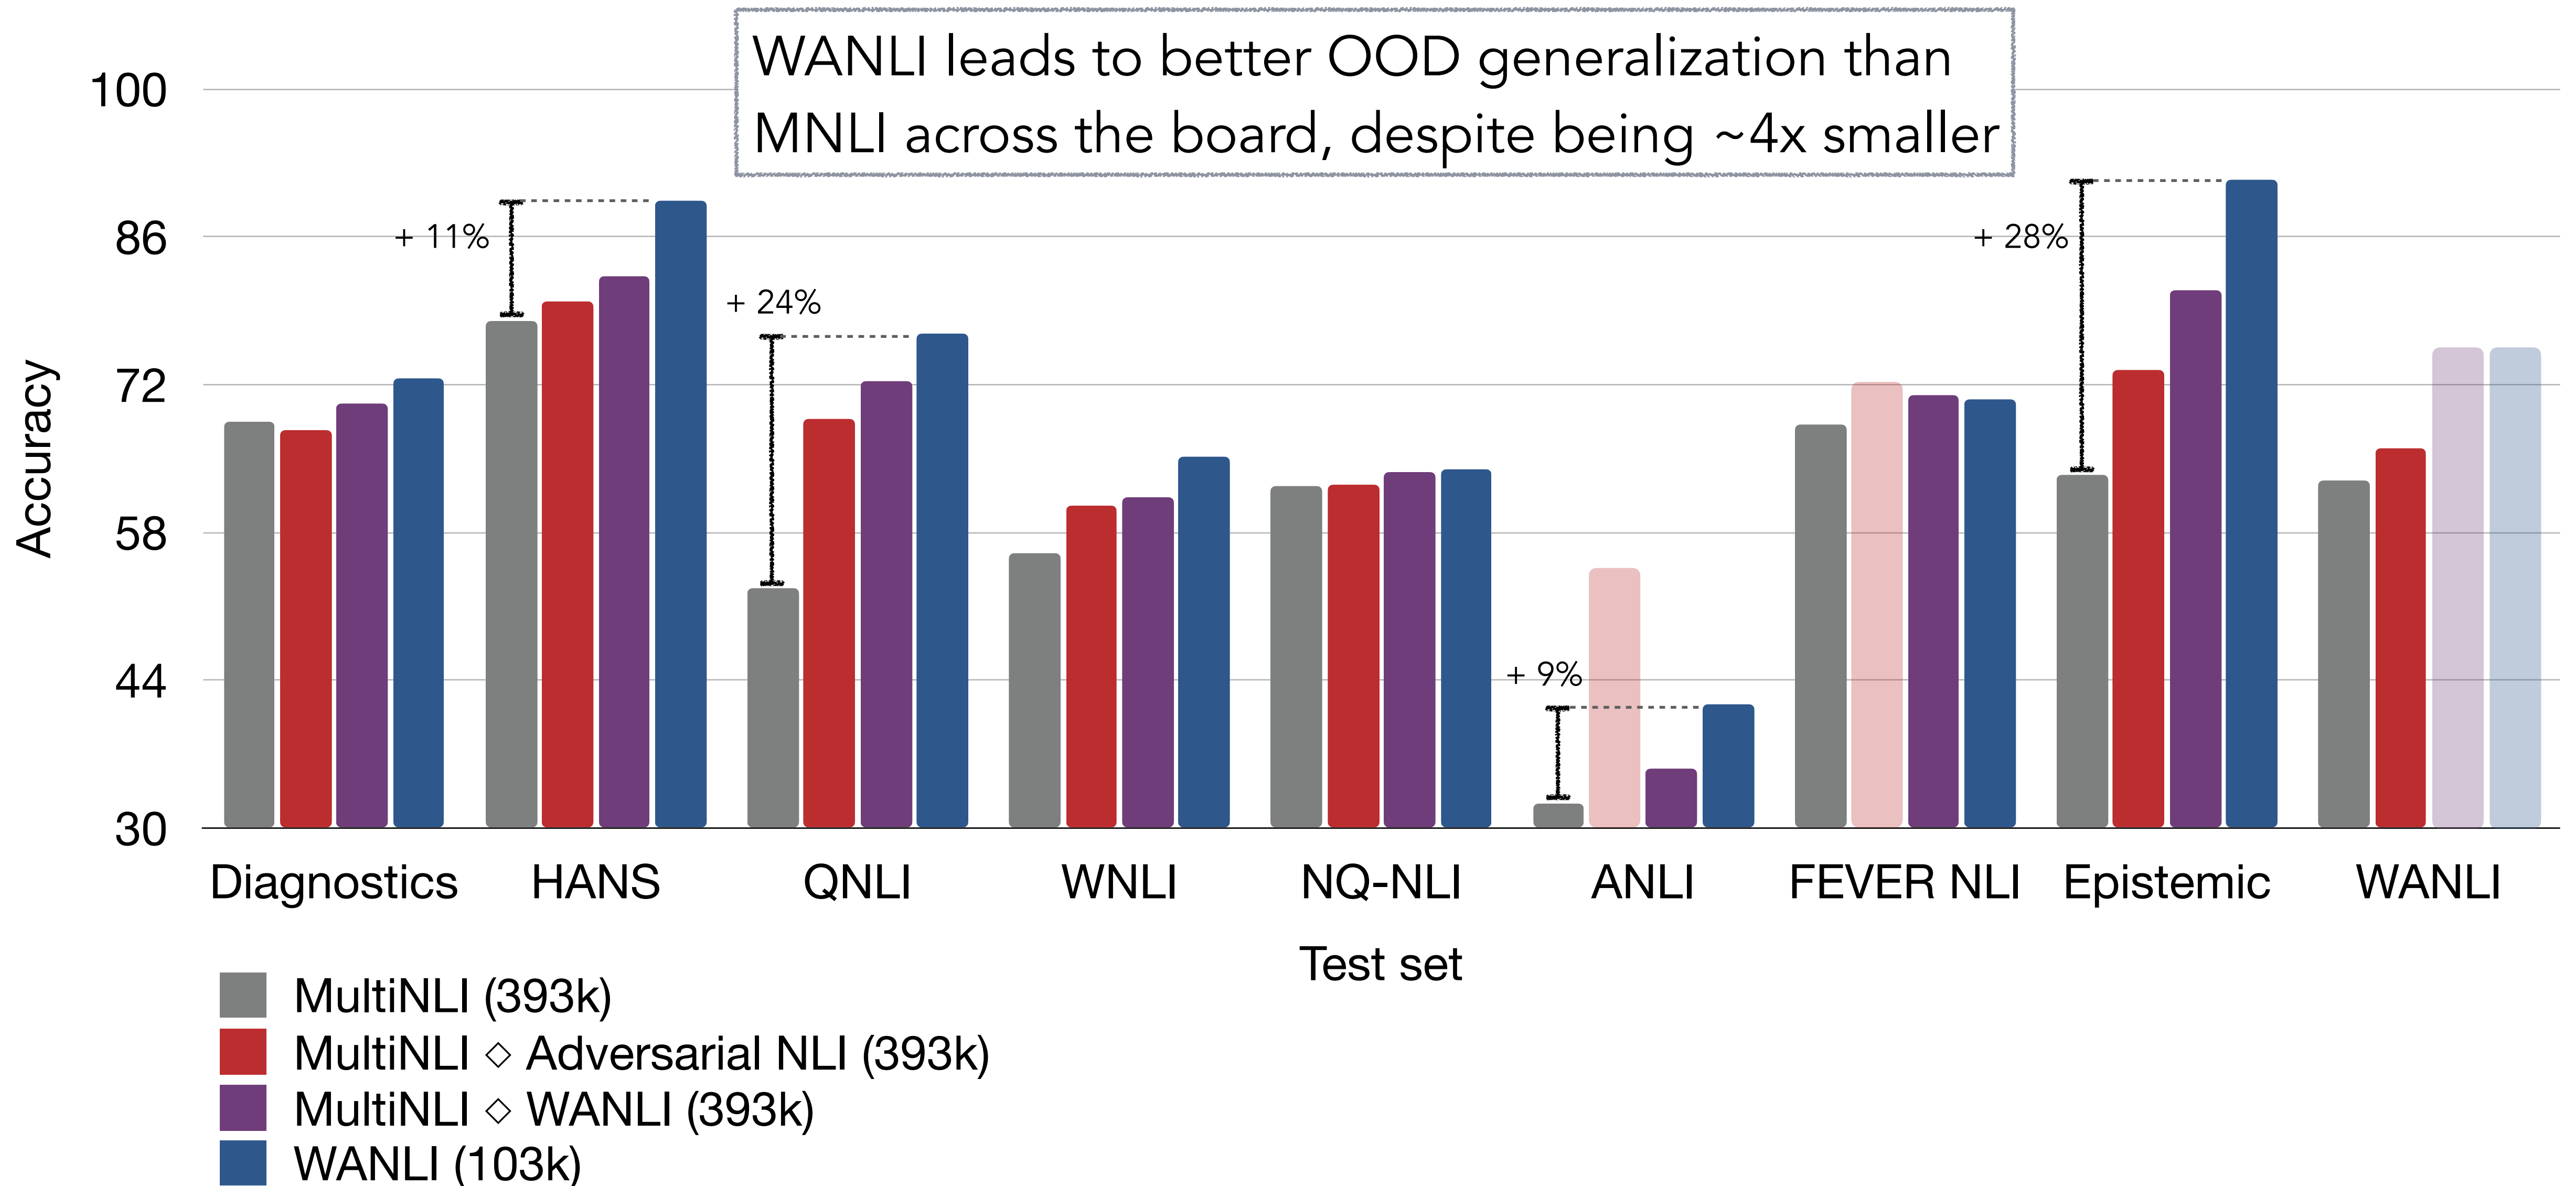 WANLI leads to better OOD generalization than
MNLI across the board, despite being ~4x smaller
100
86
72
58
44
30
Accuracy
+ 11%
+ 24%
+ 9%
+ 28%
Diagnostics
HANS
QNLI
WNLI
NQ-NLI
ANLI
FEVER NLI
Epistemic
WANLI
Test set
MultiNLI (393k)
MultiNLI ◇ Adversarial NLI (393k)
MultiNLI ◇ WANLI (393k)
WANLI (103k)